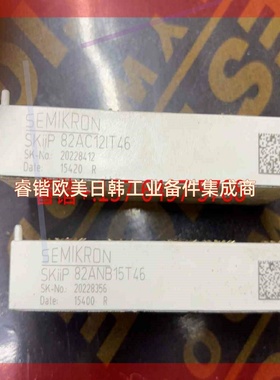 SEMIKRON
SKiiP 82AC12IT46
SK-No: 20228412
Date: 15420 R
睿锴欧美日韩工业备件集成商
SEMIKRON
SKiiP 82ANB15T46
SK-No: 20228356
Date: 15400 R